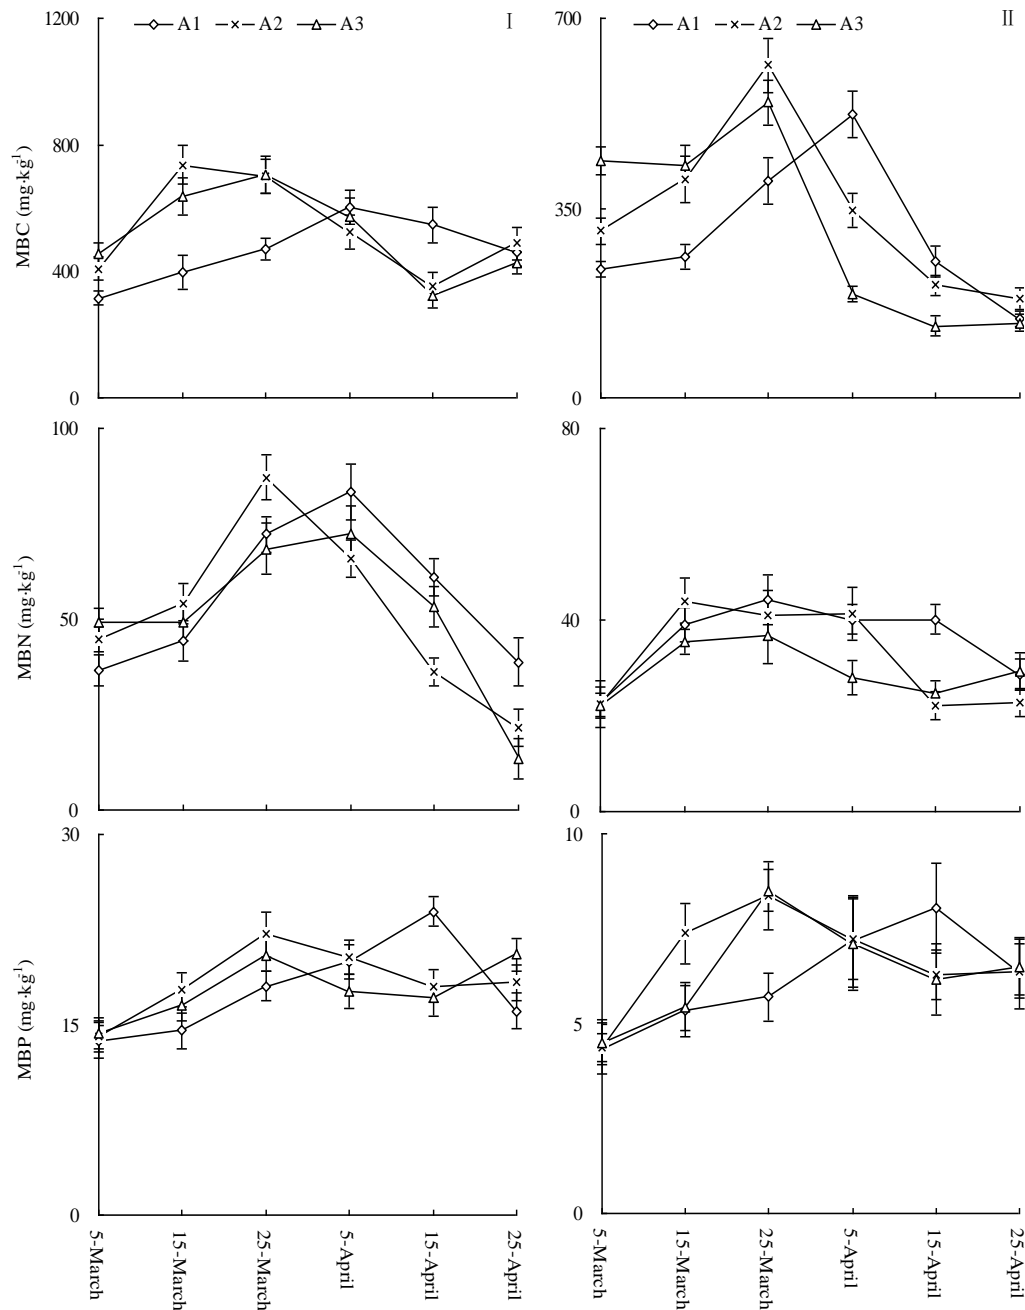 1200
A1 A2 A3 Ⅰ
800
400
0
MBC (mg·kg⁻¹)
700
A1 A2 A3 Ⅱ
350
0
100
50
0
MBN (mg·kg⁻¹)
80
40
0
30
15
0
MBP (mg·kg⁻¹)
10
5
0
5-March
15-March
25-March
5-April
15-April
25-April
5-March
15-March
25-March
5-April
15-April
25-April